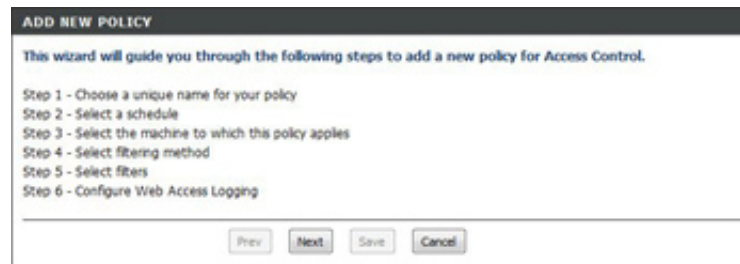 ADD NEW POLICY
This wizard will guide you through the following steps to add a new policy for Access Control.
Step 1 - Choose a unique name for your policy
Step 2 - Select a schedule
Step 3 - Select the machine to which this policy applies
Step 4 - Select filtering method
Step 5 - Select filters
Step 6 - Configure Web Access Logging
Prev Next Save Cancel